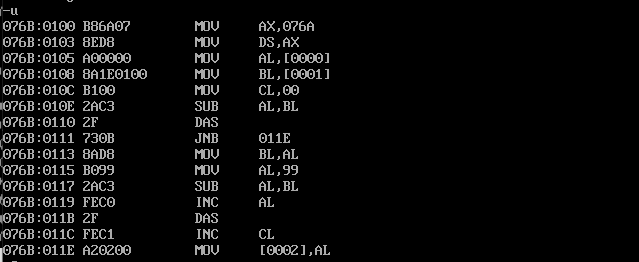 -u
076B:0100 B86A07 MOV AX,076A
076B:0103 8ED8 MOV DS,AX
076B:0105 A00000 MOV AL,[0000]
076B:0108 8A1E0100 MOV BL,[0001]
076B:010C B100 MOV CL,00
076B:010E 2AC3 SUB AL,BL
076B:0110 2F DAS
076B:0111 730B JNB 011E
076B:0113 8AD8 MOV BL,AL
076B:0115 B099 MOV AL,99
076B:0117 2AC3 SUB AL,BL
076B:0119 FEC0 INC AL
076B:011B 2F DAS
076B:011C FEC1 INC CL
076B:011E A20200 MOV [0002],AL